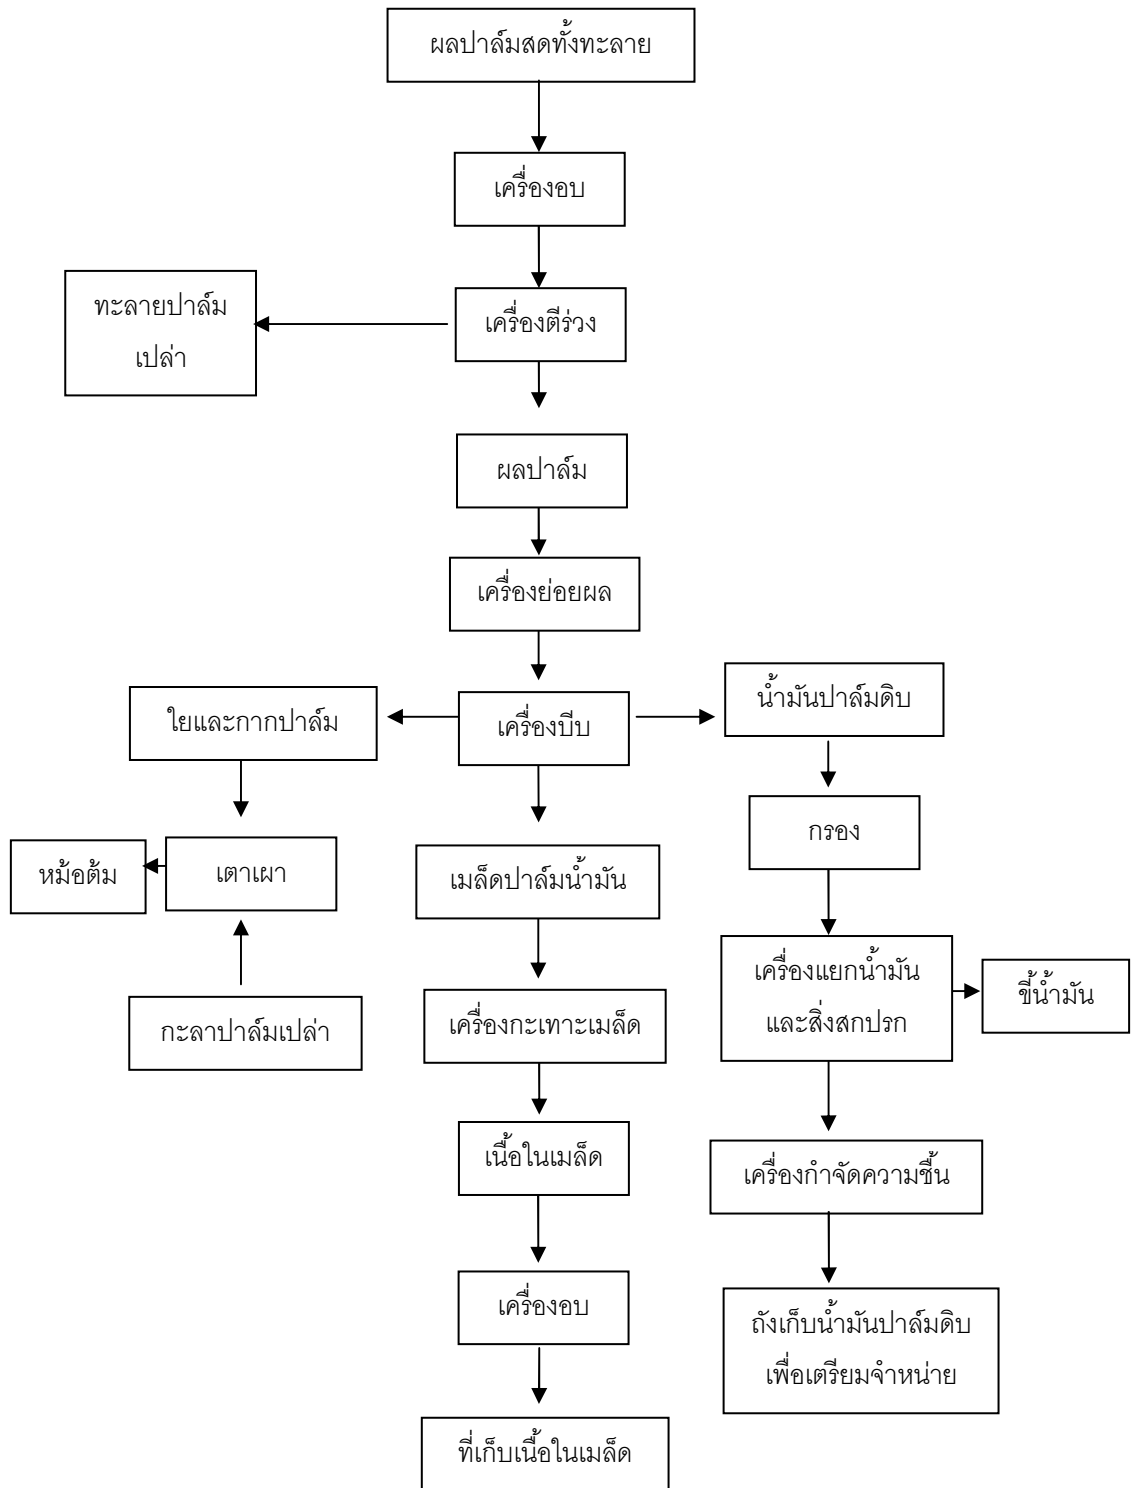 ผลปาล์มสดทั้งทะลาย
เครื่องอบ
ทะลายปาล์ม
เปล่า
เครื่องตีร่วง
ผลปาล์ม
เครื่องย่อยผล
ใยและกากปาล์ม
เครื่องบีบ
น้ำมันปาล์มดิบ
กรอง
หม้อต้ม
เตาเผา
เมล็ดปาล์มน้ำมัน
เครื่องแยกน้ำมัน
และสิ่งสกปรก
ขี้น้ำมัน
กะลาปาล์มเปล่า
เครื่องกะเทาะเมล็ด
เนื้อในเมล็ด
เครื่องกำจัดความชื้น
เครื่องอบ
ถังเก็บน้ำมันปาล์มดิบ
เพื่อเตรียมจำหน่าย
ที่เก็บเนื้อในเมล็ด